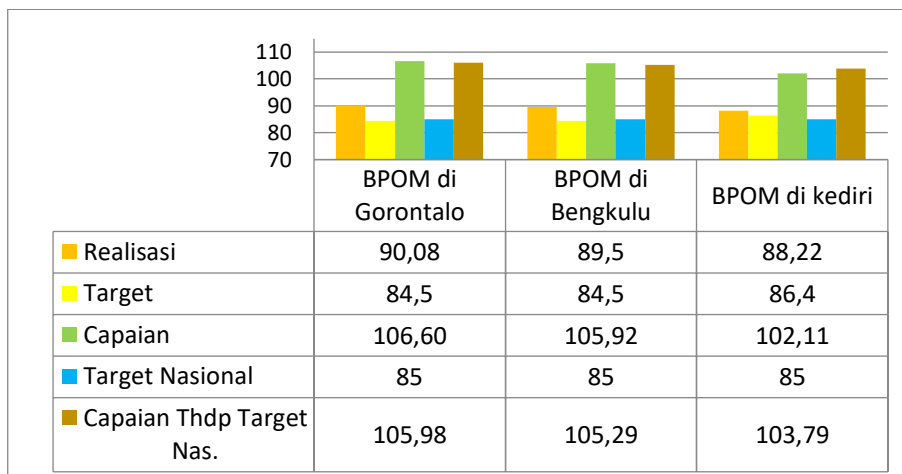 110
100
90
80
70
BPOM di Gorontalo
BPOM di Bengkulu
BPOM di kediri
Realisasi 90,08 89,5 88,22
Target 84,5 84,5 86,4
Capaian 106,60 105,92 102,11
Target Nasional 85 85 85
Capaian Thdp Target Nas. 105,98 105,29 103,79